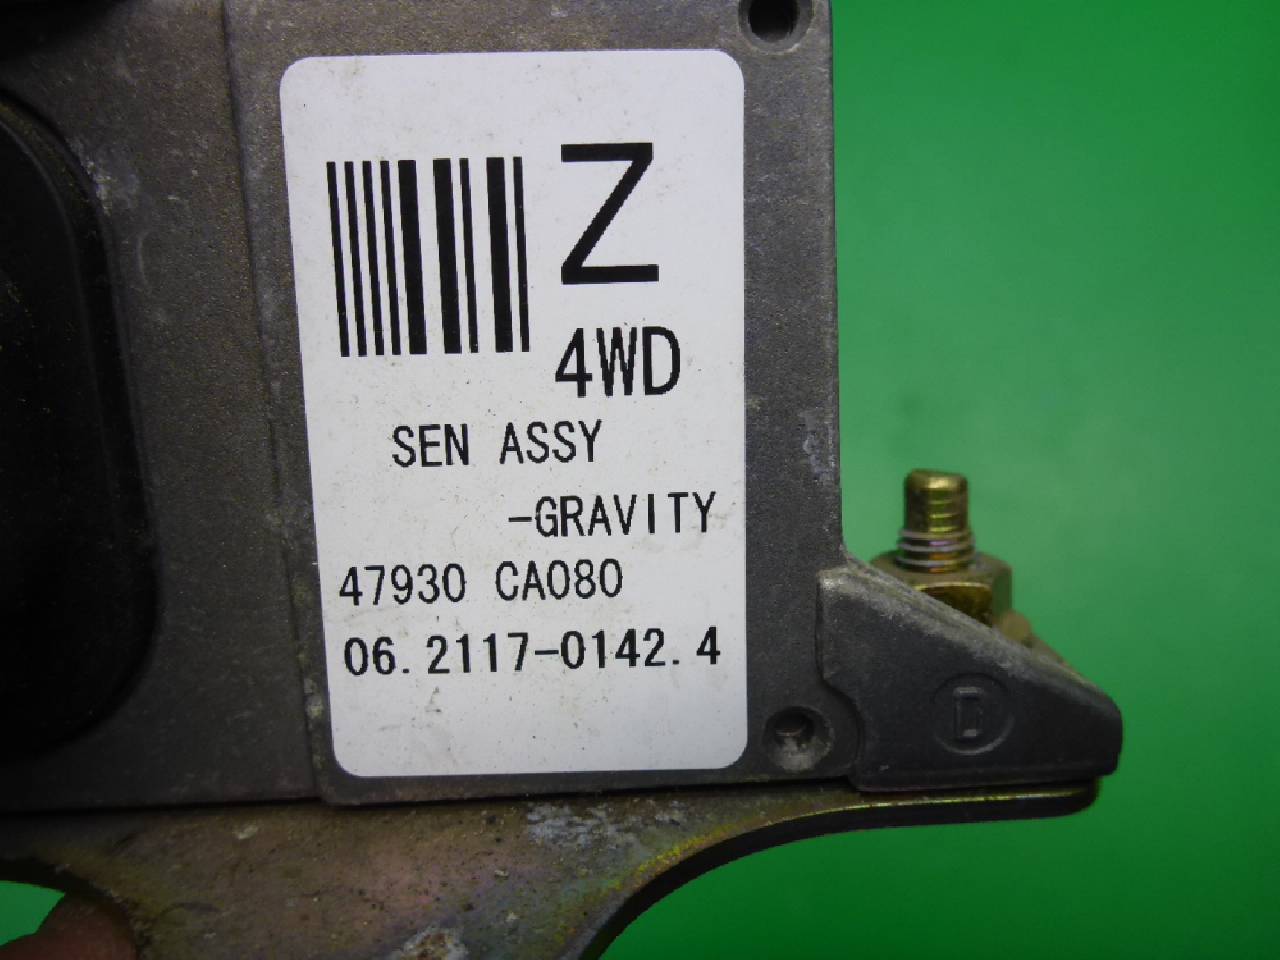 Z
4WD
SEN ASSY
-GRAVITY
47930 CA080
06.2117-0142.4
D